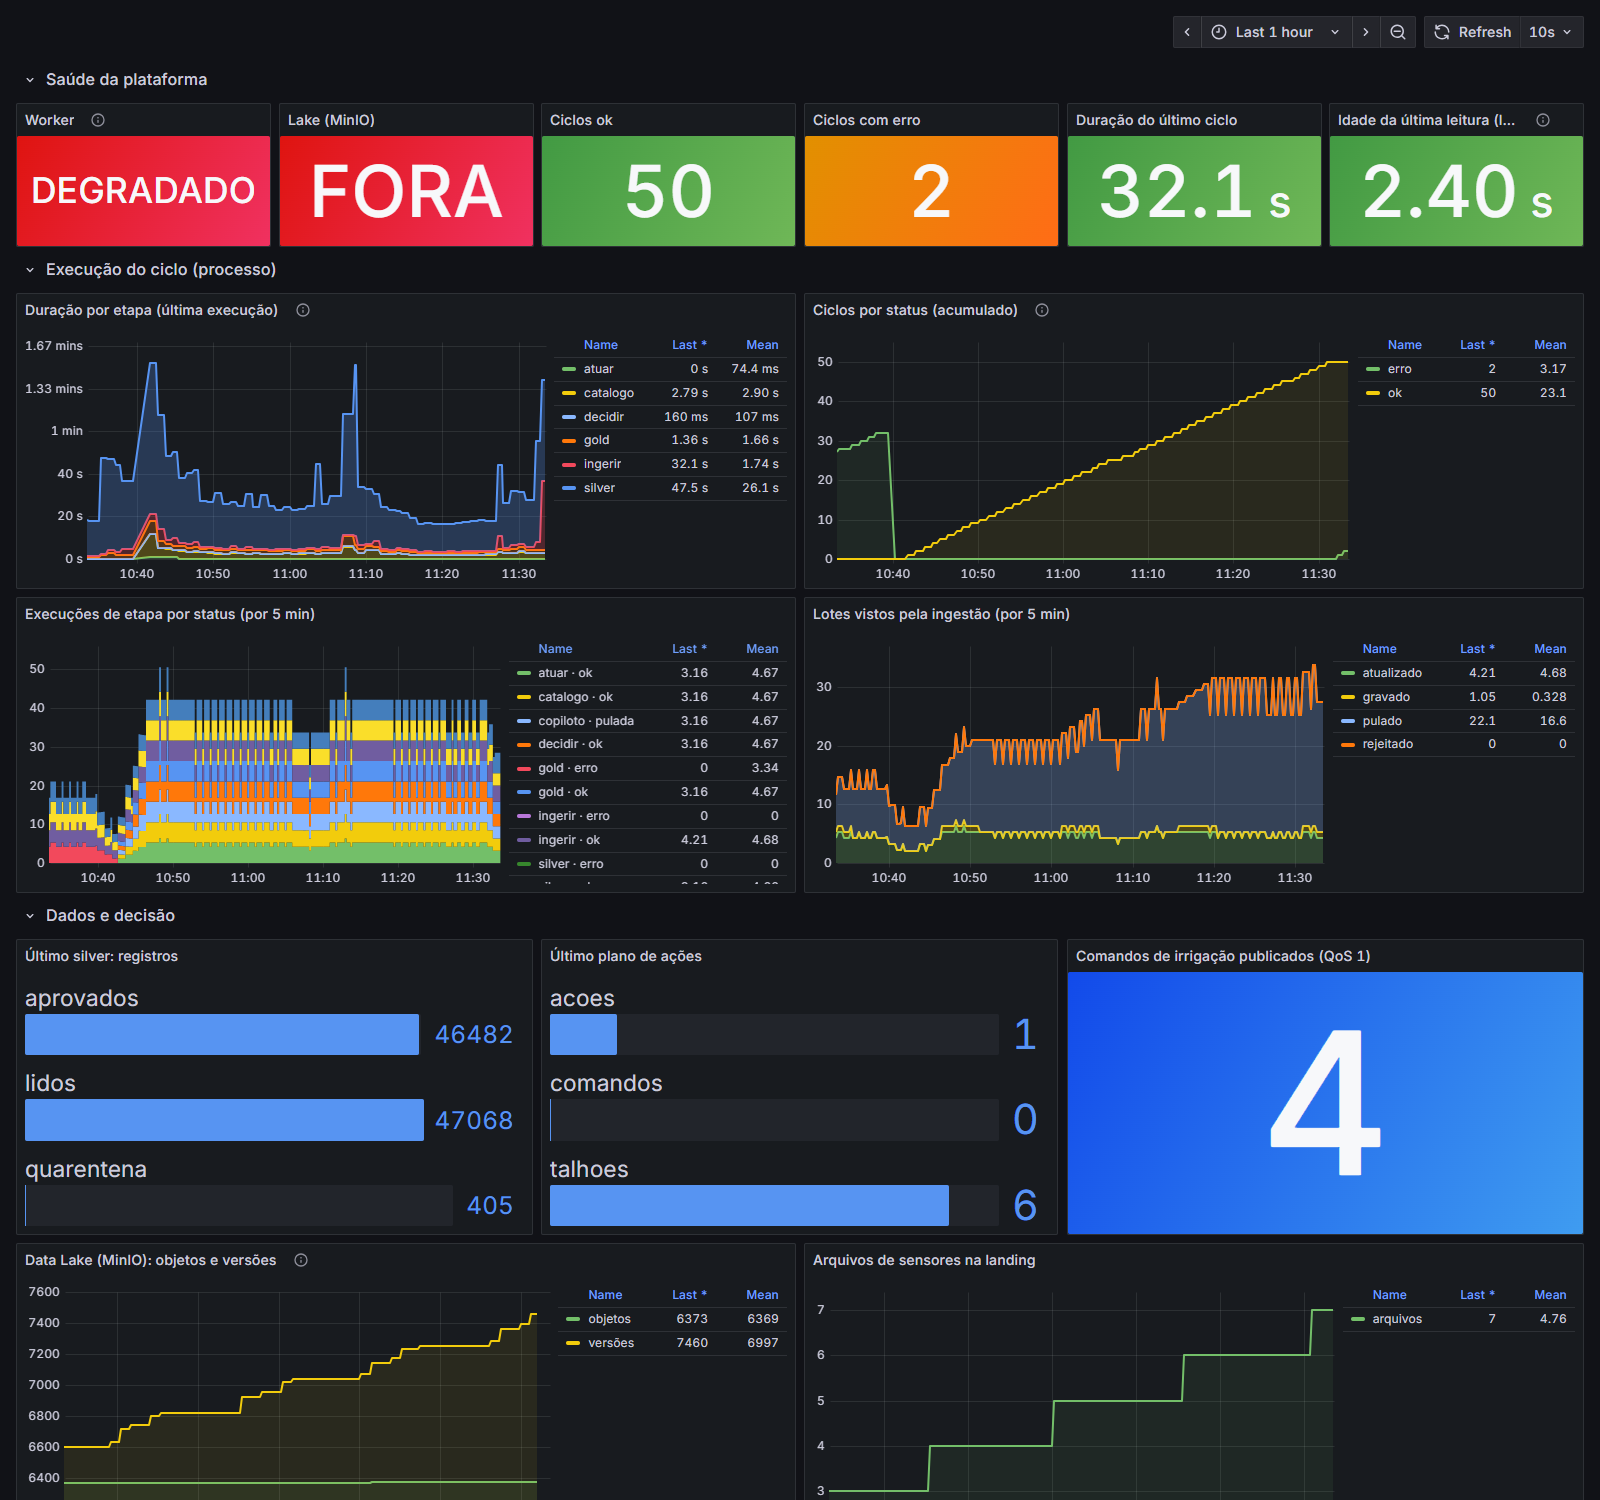 Last 1 hour
Refresh
10s
Saúde da plataforma
Worker
Lake (MinIO)
Ciclos ok
Ciclos com erro
Duração do último ciclo
Idade da última leitura (l...
DEGRADADO
FORA
50
2
32.1 s
2.40 s
Execução do ciclo (processo)
Duração por etapa (última execução)
1.67 mins
1.33 mins
1 min
40 s
20 s
0 s
10:40 10:50 11:00 11:10 11:20 11:30
Name Last * Mean
atuar 0 s 74.4 ms
catalogo 2.79 s 2.90 s
decidir 160 ms 107 ms
gold 1.36 s 1.66 s
ingerir 32.1 s 1.74 s
silver 47.5 s 26.1 s
Ciclos por status (acumulado)
50
40
30
20
10
0
10:40 10:50 11:00 11:10 11:20 11:30
Name Last * Mean
erro 2 3.17
ok 50 23.1
Execuções de etapa por status (por 5 min)
50
40
30
20
10
0
10:40 10:50 11:00 11:10 11:20 11:30
Name Last * Mean
atuar · ok 3.16 4.67
catalogo · ok 3.16 4.67
copiloto · pulada 3.16 4.67
decidir · ok 3.16 4.67
gold · erro 0 3.34
gold · ok 3.16 4.67
ingerir · erro 0 0
ingerir · ok 4.21 4.68
silver · erro 0 0
Lotes vistos pela ingestão (por 5 min)
30
20
10
0
10:40 10:50 11:00 11:10 11:20 11:30
Name Last * Mean
atualizado 4.21 4.68
gravado 1.05 0.328
pulado 22.1 16.6
rejeitado 0 0
Dados e decisão
Último silver: registros
aprovados
46482
lidos
47068
quarentena
405
Último plano de ações
acoes
1
comandos
0
talhoes
6
Comandos de irrigação publicados (QoS 1)
4
Data Lake (MinIO): objetos e versões
7600
7400
7200
7000
6800
6600
6400
Name Last * Mean
objetos 6373 6369
versões 7460 6997
Arquivos de sensores na landing
7
6
5
4
3
Name Last * Mean
arquivos 7 4.76